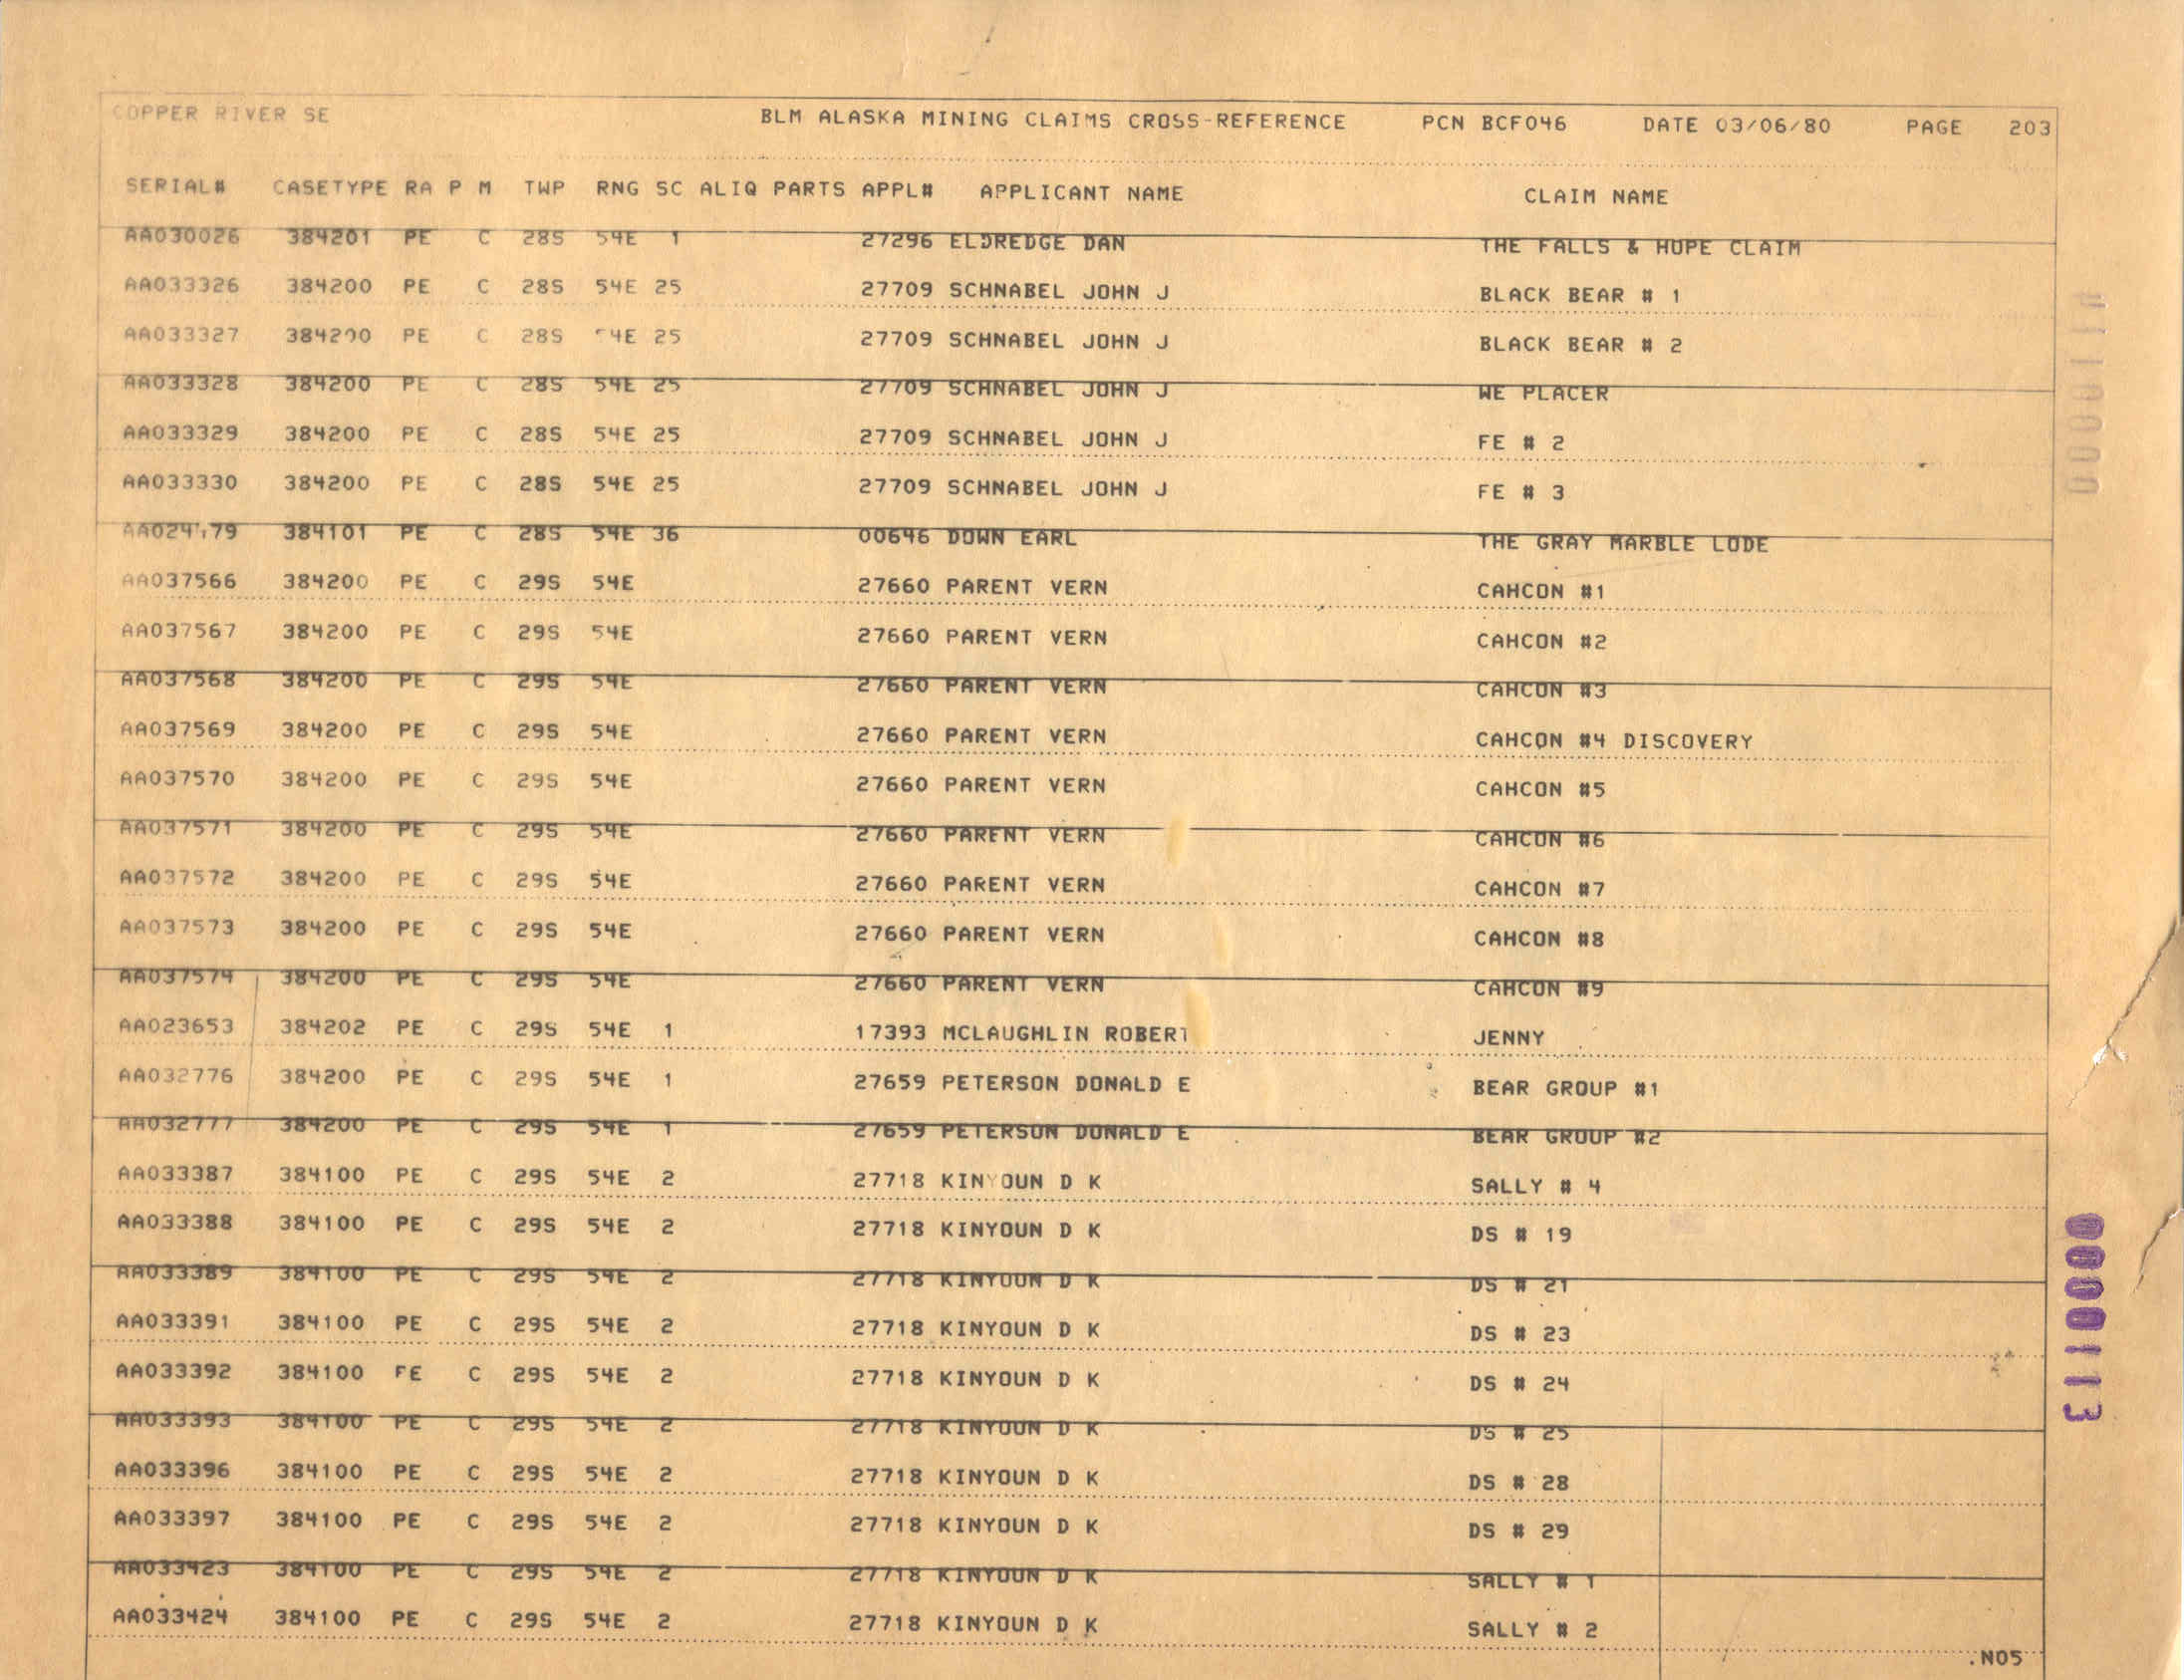 COPPER RIVER SE BLM ALASKA MINING CLAIMS CROSS-REFERENCE PCN BCF046 DATE 03/06/80 PAGE 203
SERIAL# CASETYPE RA P M TWP RNG SC ALIQ PARTS APPL# APPLICANT NAME CLAIM NAME
AA030026 384201 PE C 28S 54E 1 27296 ELDREDGE DAN THE FALLS & HOPE CLAIM
AA033326 384200 PE C 28S 54E 25 27709 SCHNABEL JOHN J BLACK BEAR # 1
AA033327 384200 PE C 28S 54E 25 27709 SCHNABEL JOHN J BLACK BEAR # 2
AA033328 384200 PE C 28S 54E 25 27709 SCHNABEL JOHN J WE PLACER
AA033329 384200 PE C 28S 54E 25 27709 SCHNABEL JOHN J FE # 2
AA033330 384200 PE C 28S 54E 25 27709 SCHNABEL JOHN J FE # 3
384101 PE C 28S 54E 36 00646 DOWN EARL THE GRAY MARBLE LODE
AA037566 384200 PE C 29S 54E 27660 PARENT VERN CAHCON #1
AA037567 384200 PE C 29S 54E 27660 PARENT VERN CAHCON #2
AA037568 384200 PE C 29S 54E 27660 PARENT VERN CAHCON #3
AA037569 384200 PE C 29S 54E 27660 PARENT VERN CAHCON #4 DISCOVERY
AA037570 384200 PE C 29S 54E 27660 PARENT VERN CAHCON #5
AA037571 384200 PE C 29S 54E 27660 PARENT VERN CAHCON #6
AA037572 384200 PE C 29S 54E 27660 PARENT VERN CAHCON #7
AA037573 384200 PE C 29S 54E 27660 PARENT VERN CAHCON #8
AA037574 384200 PE C 29S 54E 27660 PARENT VERN CAHCON #9
AA023653 384202 PE C 29S 54E 1 17393 MCLAUGHLIN ROBERT JENNY
AA032776 384200 PE C 29S 54E 1 27659 PETERSON DONALD E BEAR GROUP #1
AA032777 384200 PE C 29S 54E 1 27659 PETERSON DONALD E BEAR GROUP #2
AA033387 384100 PE C 29S 54E 2 27718 KINYOUN D K SALLY # 4
AA033388 384100 PE C 29S 54E 2 27718 KINYOUN D K DS # 19
AA033389 384100 PE C 29S 54E 2 27718 KINYOUN D K DS # 21
AA033391 384100 PE C 29S 54E 2 27718 KINYOUN D K DS # 23
AA033392 384100 FE C 29S 54E 2 27718 KINYOUN D K DS # 24
AA033393 384100 PE C 29S 54E 2 27718 KINYOUN D K DS # 25
AA033396 384100 PE C 29S 54E 2 27718 KINYOUN D K DS # 28
AA033397 384100 PE C 29S 54E 2 27718 KINYOUN D K DS # 29
AA033423 384100 PE C 29S 54E 2 27718 KINYOUN D K SALLY # 1
AA033424 384100 PE C 29S 54E 2 27718 KINYOUN D K SALLY # 2
.NO5
0000113